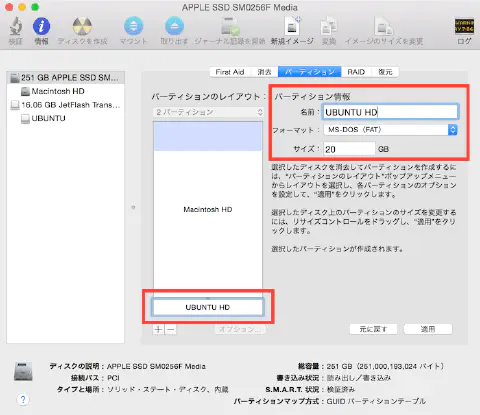 APPLE SSD SM0256F Media
検証 情報 ディスクを作成 マウント 取り出す ジャーナル記録を開始 新規イメージ 変換 イメージのサイズを変更 ログ
251 GB APPLE SSD SM...
Macintosh HD
16.06 GB JetFlash Trans...
UBUNTU
First Aid 消去 パーティション RAID 復元
パーティションのレイアウト：
2 パーティション
Macintosh HD
UBUNTU HD
+ − オプション...
パーティション情報
名前： UBUNTU HD
フォーマット： MS-DOS（FAT）
サイズ： 20 GB
選択したディスクを消去してパーティションを作成するに
は、“パーティションのレイアウト”ポップアップメニュー
からレイアウトを選択し、各パーティションのオプション
を設定して、“適用”をクリックします。
選択したディスク上のパーティションのサイズを変更する
には、リサイズコントロールをドラッグし、“適用”をクリ
ックします。
選択したパーティションが作成されます。
元に戻す 適用
ディスクの説明： APPLE SSD SM0256F Media
接続バス： PCI
タイプと場所： ソリッド・ステート・ディスク、内蔵
総容量： 251 GB（251,000,193,024 バイト）
書き込み状況： 読み出し／書き込み
S.M.A.R.T. 状況： 検証済み
パーティションマップ方式： GUID パーティションテーブル
?